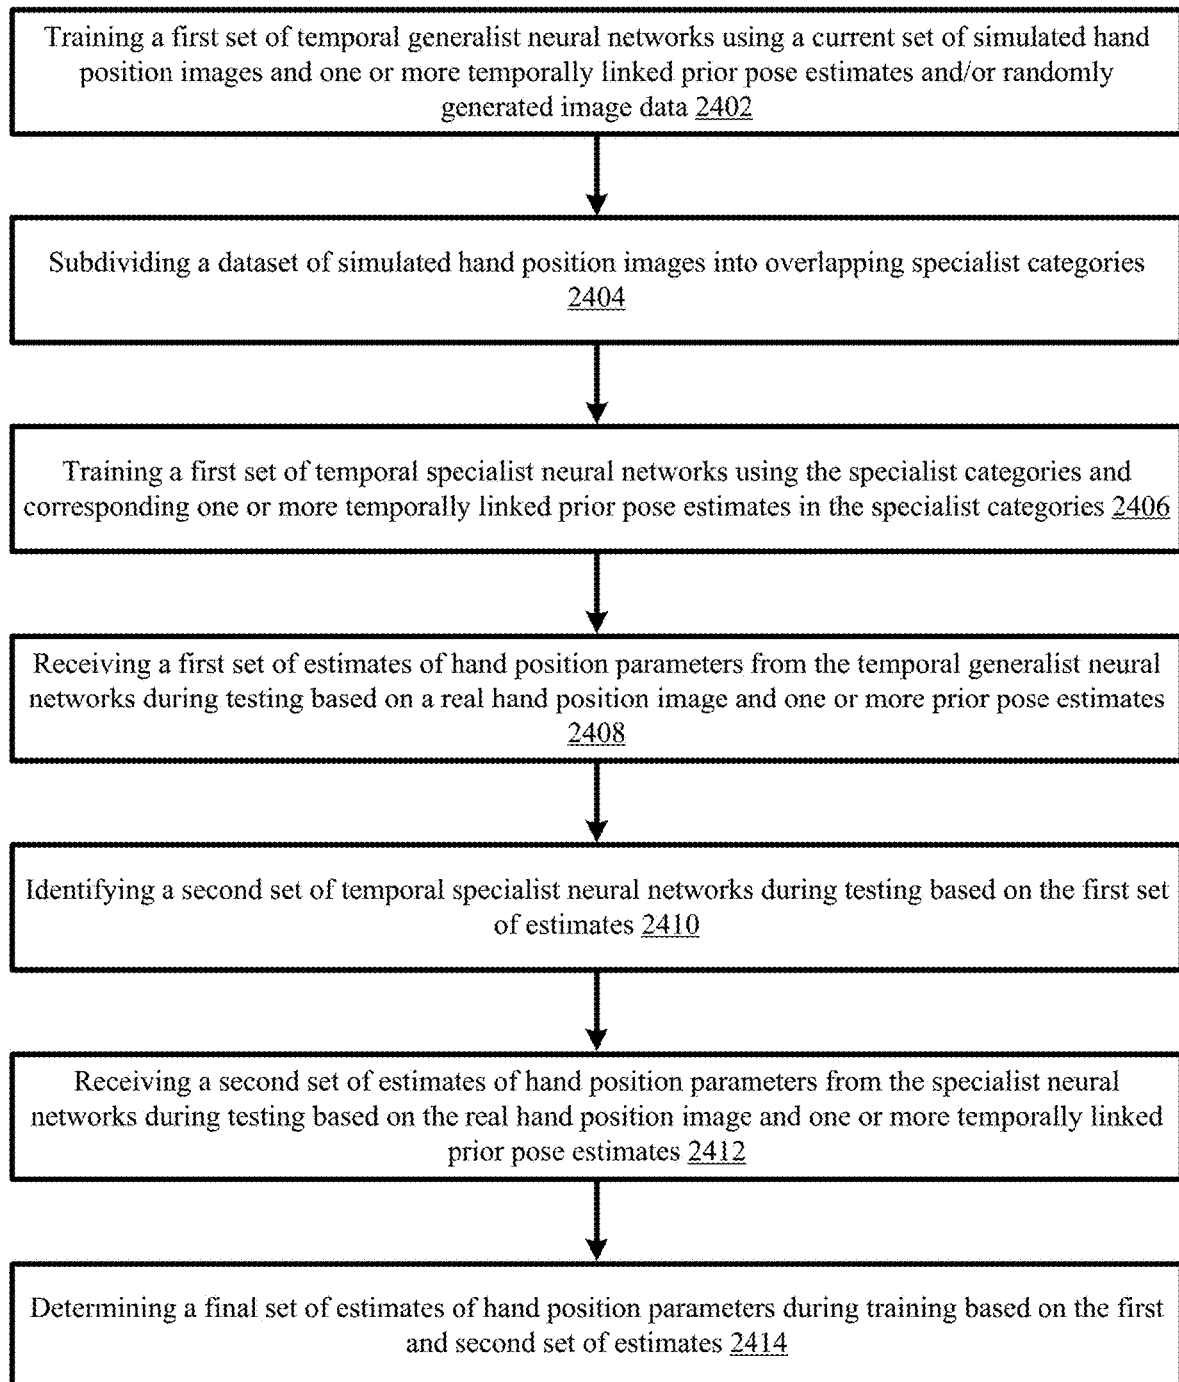 Training a first set of temporal generalist neural networks using a current set of simulated hand
position images and one or more temporally linked prior pose estimates and/or randomly
generated image data 2402
Subdividing a dataset of simulated hand position images into overlapping specialist categories
2404
Training a first set of temporal specialist neural networks using the specialist categories and
corresponding one or more temporally linked prior pose estimates in the specialist categories 2406
Receiving a first set of estimates of hand position parameters from the temporal generalist neural
networks during testing based on a real hand position image and one or more prior pose estimates
2408
Identifying a second set of temporal specialist neural networks during testing based on the first set
of estimates 2410
Receiving a second set of estimates of hand position parameters from the specialist neural
networks during testing based on the real hand position image and one or more temporally linked
prior pose estimates 2412
Determining a final set of estimates of hand position parameters during training based on the first
and second set of estimates 2414